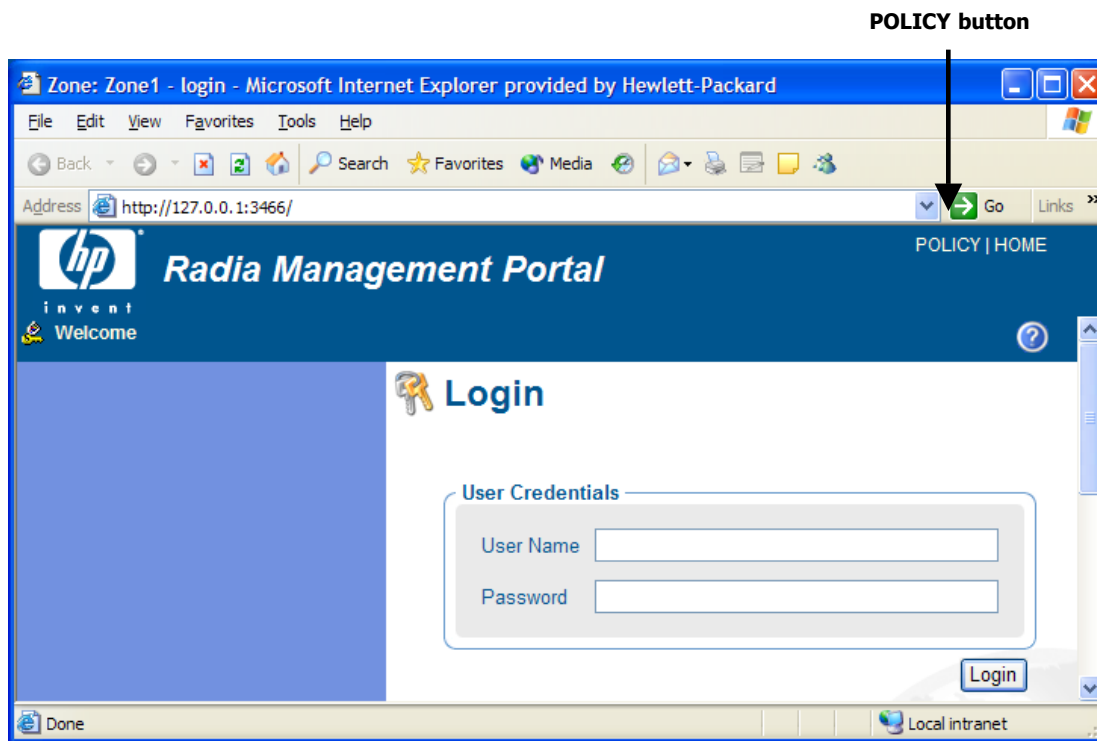 POLICY button
Zone: Zone1 - login - Microsoft Internet Explorer provided by Hewlett-Packard
File Edit View Favorites Tools Help
Back Search Favorites Media
Address http://127.0.0.1:3466/ Go Links »
hp Radia Management Portal POLICY | HOME
invent
Welcome ?
Login
User Credentials
User Name
Password
Login
Done Local intranet